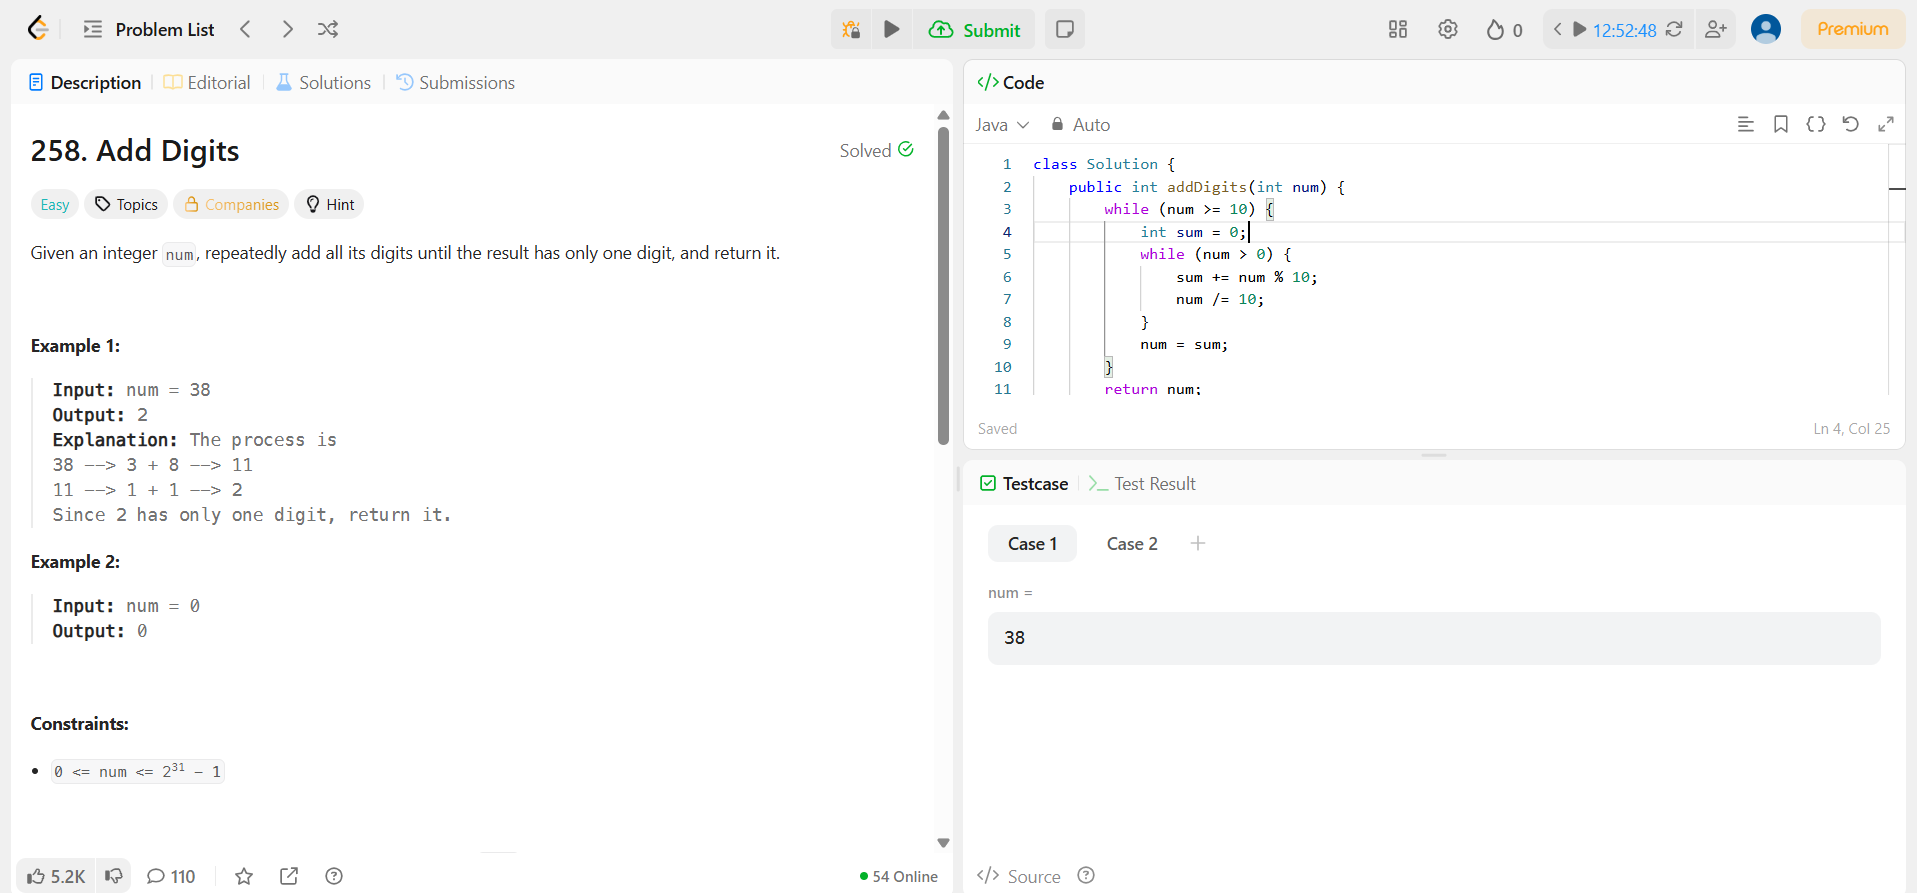 Problem List
Submit
0
12:52:48
Premium
Description
Editorial
Solutions
Submissions
258. Add Digits
Solved
Easy
Topics
Companies
Hint
Given an integer num, repeatedly add all its digits until the result has only one digit, and return it.
Example 1:
Input: num = 38
Output: 2
Explanation: The process is
38 --> 3 + 8 --> 11
11 --> 1 + 1 --> 2
Since 2 has only one digit, return it.
Example 2:
Input: num = 0
Output: 0
Constraints:
• 0 <= num <= 2³¹ - 1
5.2K
110
54 Online
</> Code
Java
Auto
1 class Solution {
2 public int addDigits(int num) {
3 while (num >= 10) {
4 int sum = 0;
5 while (num > 0) {
6 sum += num % 10;
7 num /= 10;
8 }
9 num = sum;
10 }
11 return num;
Saved
Ln 4, Col 25
Testcase
Test Result
Case 1
Case 2
num =
38
</> Source